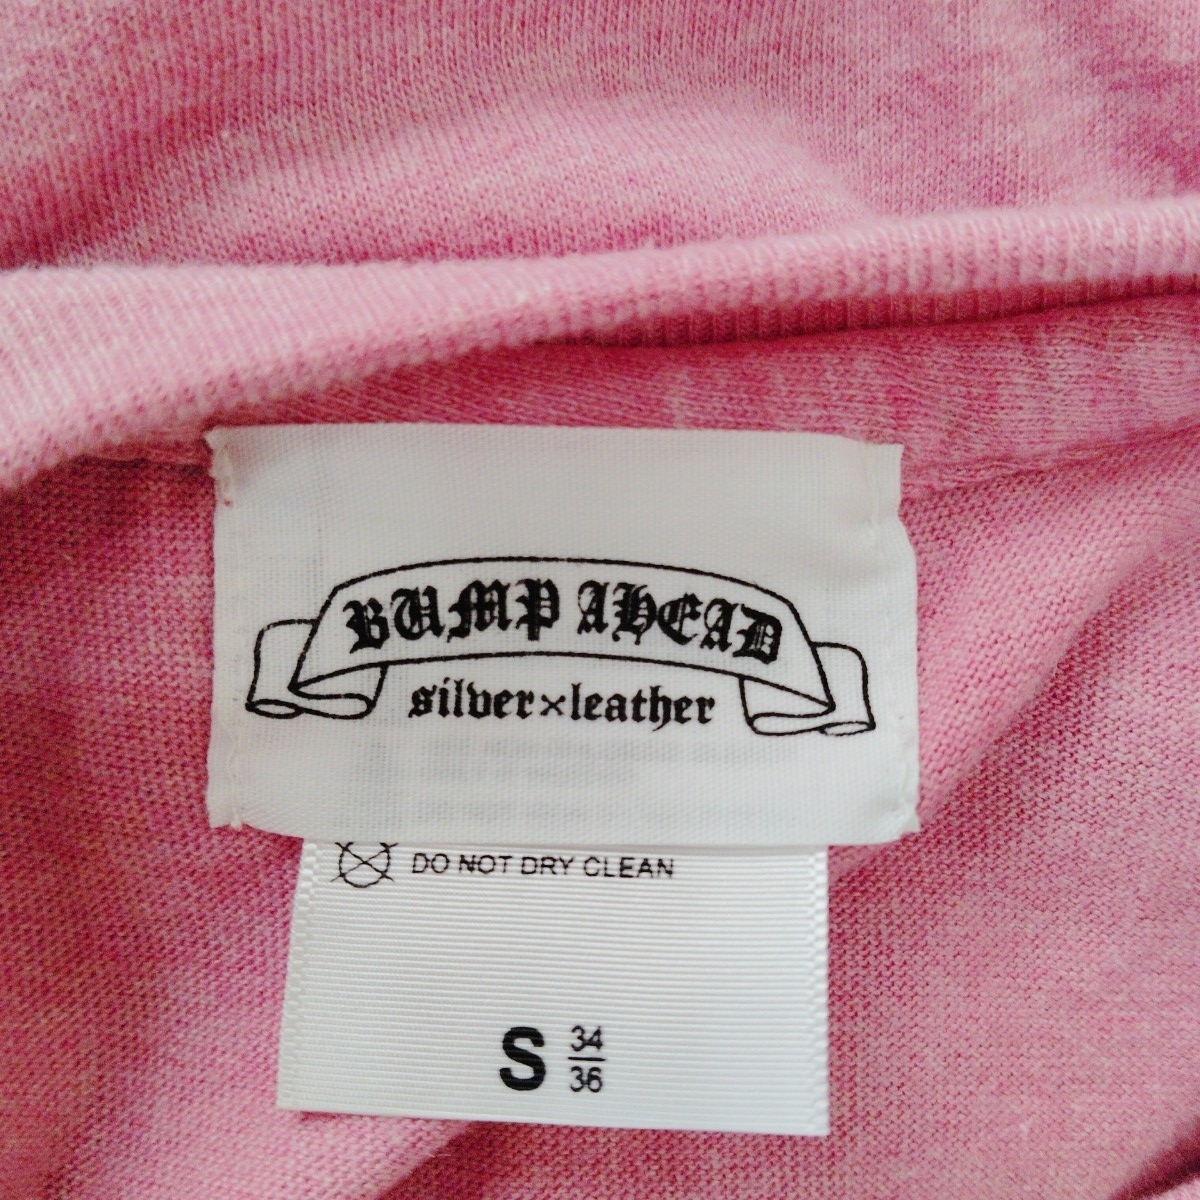 BUMP AHEAD
silver×leather
DO NOT DRY CLEAN
S 34/36